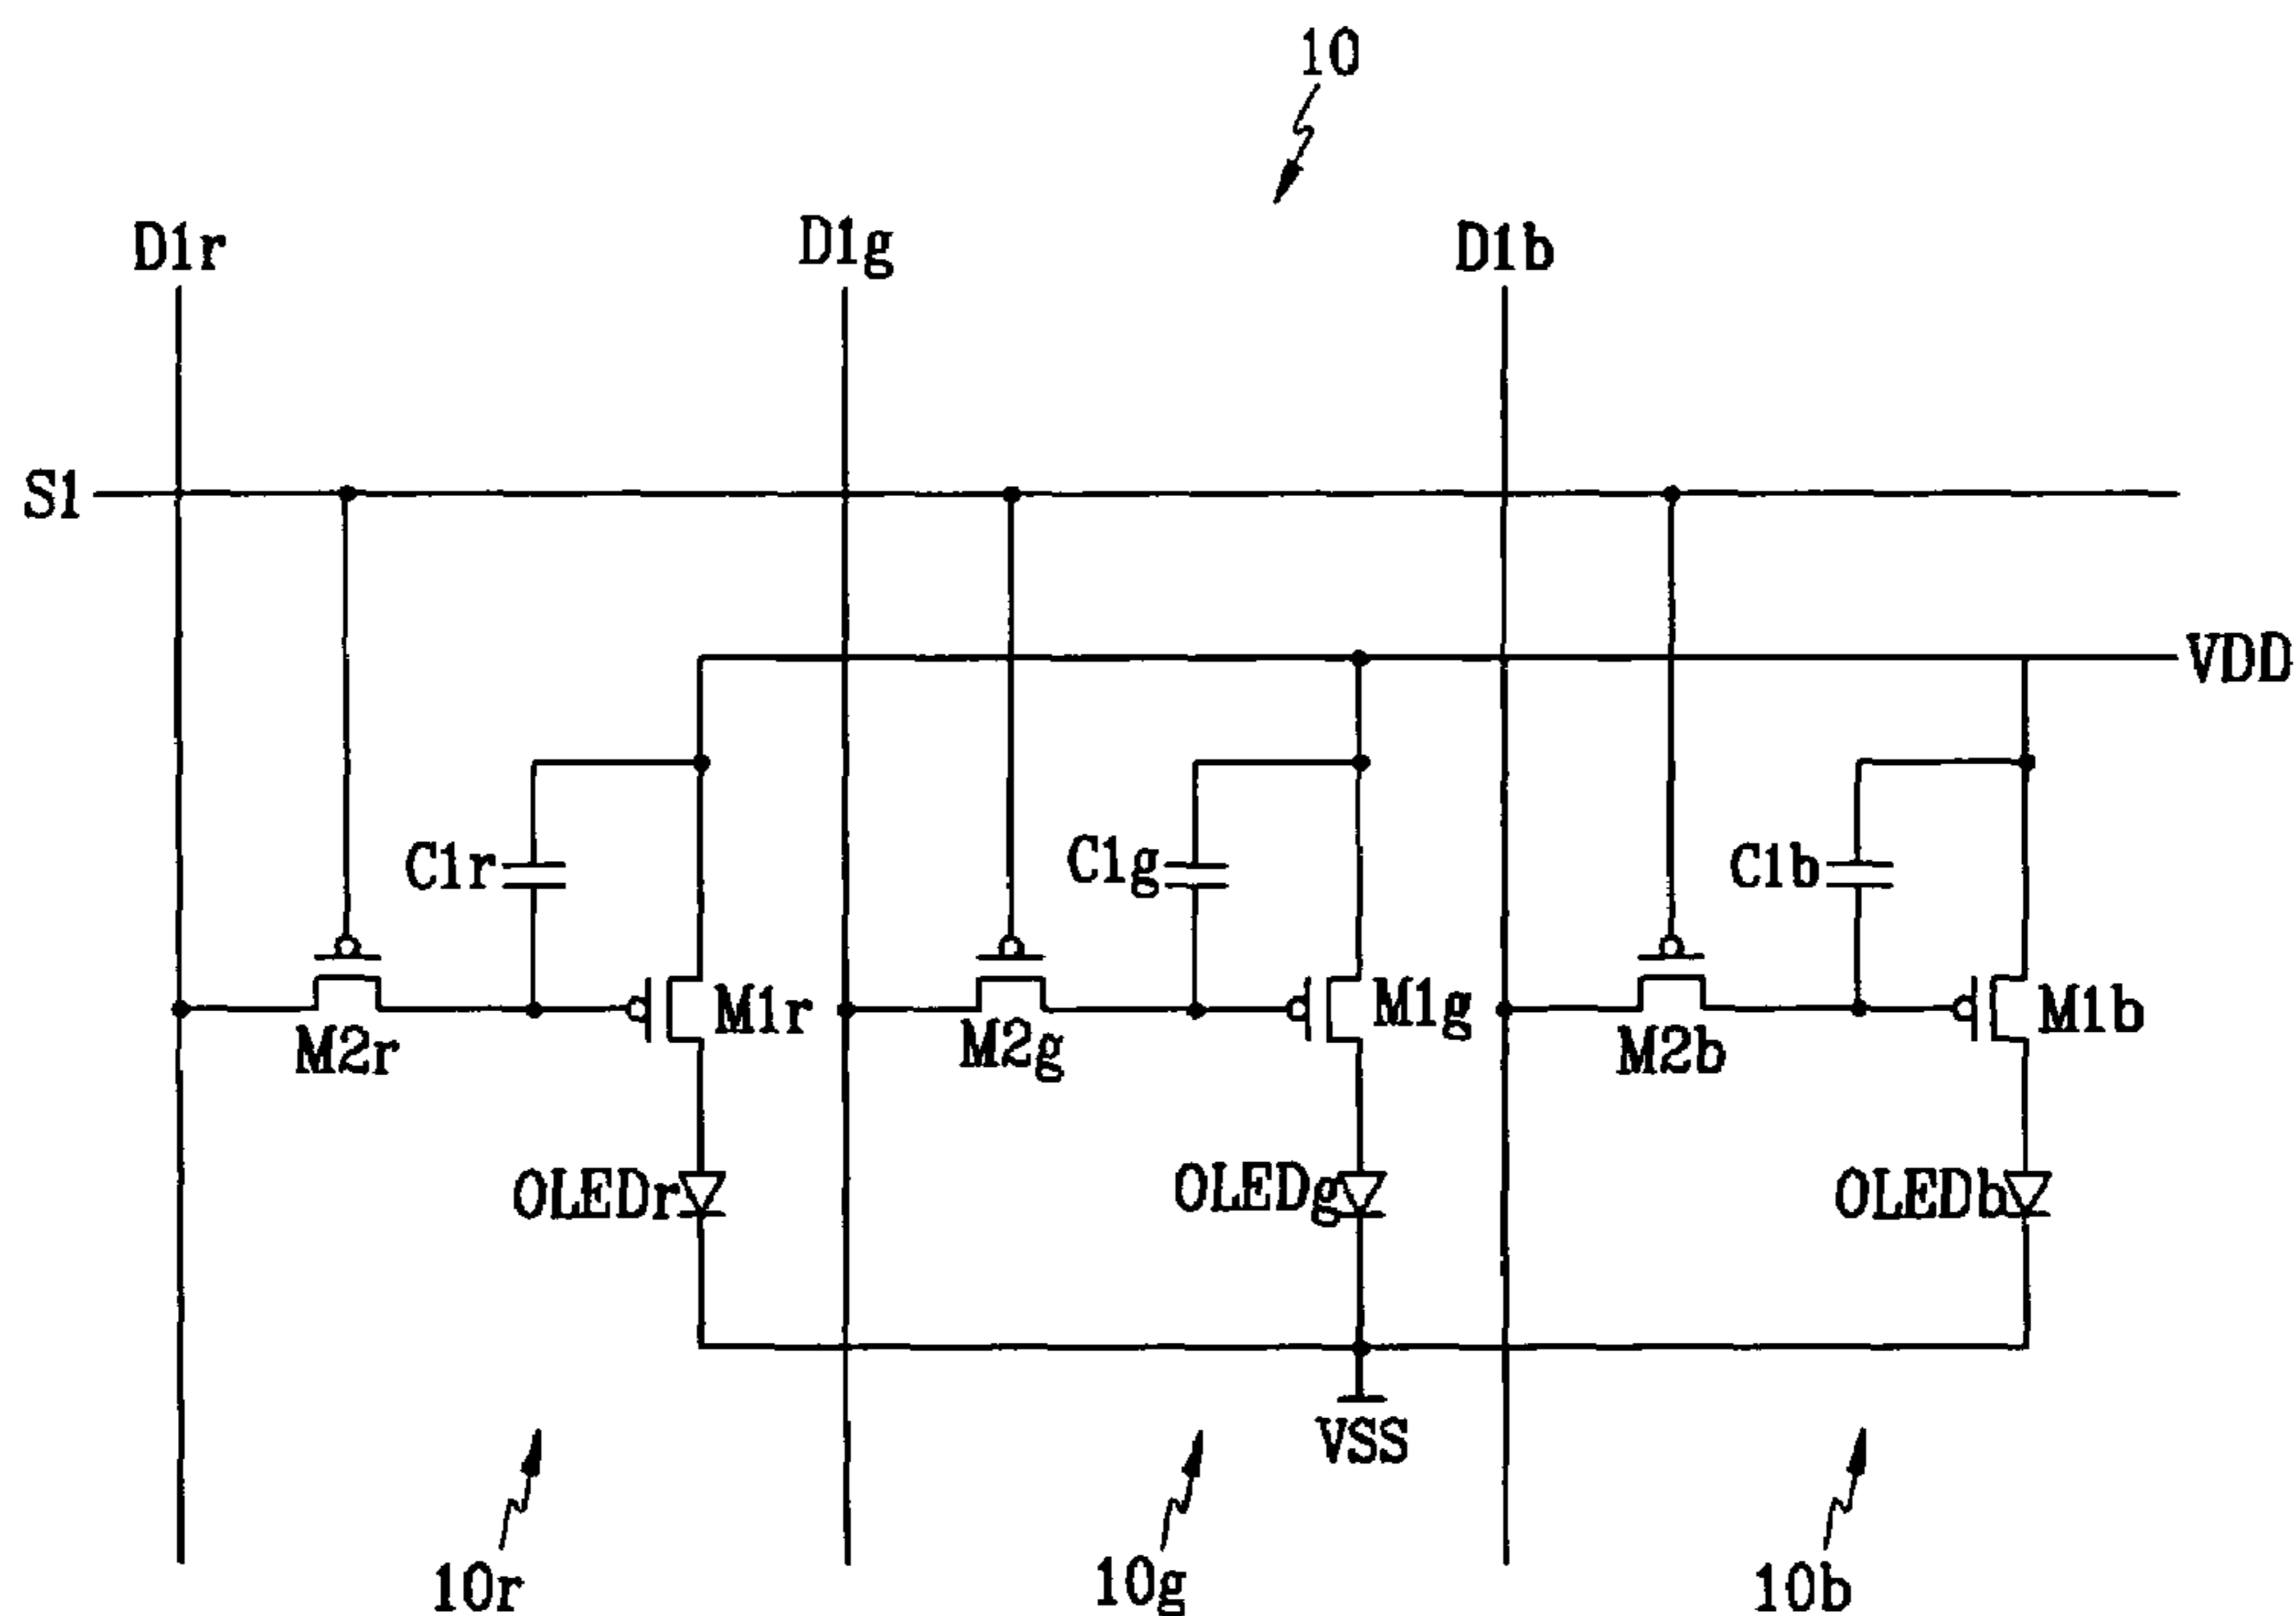 10
D1r
D1g
D1b
S1
VDD
C1r
C1g
C1b
M1r
M1g
M1b
M2r
M2g
M2b
OLEDr
OLEDg
OLEDb
VSS
10r
10g
10b